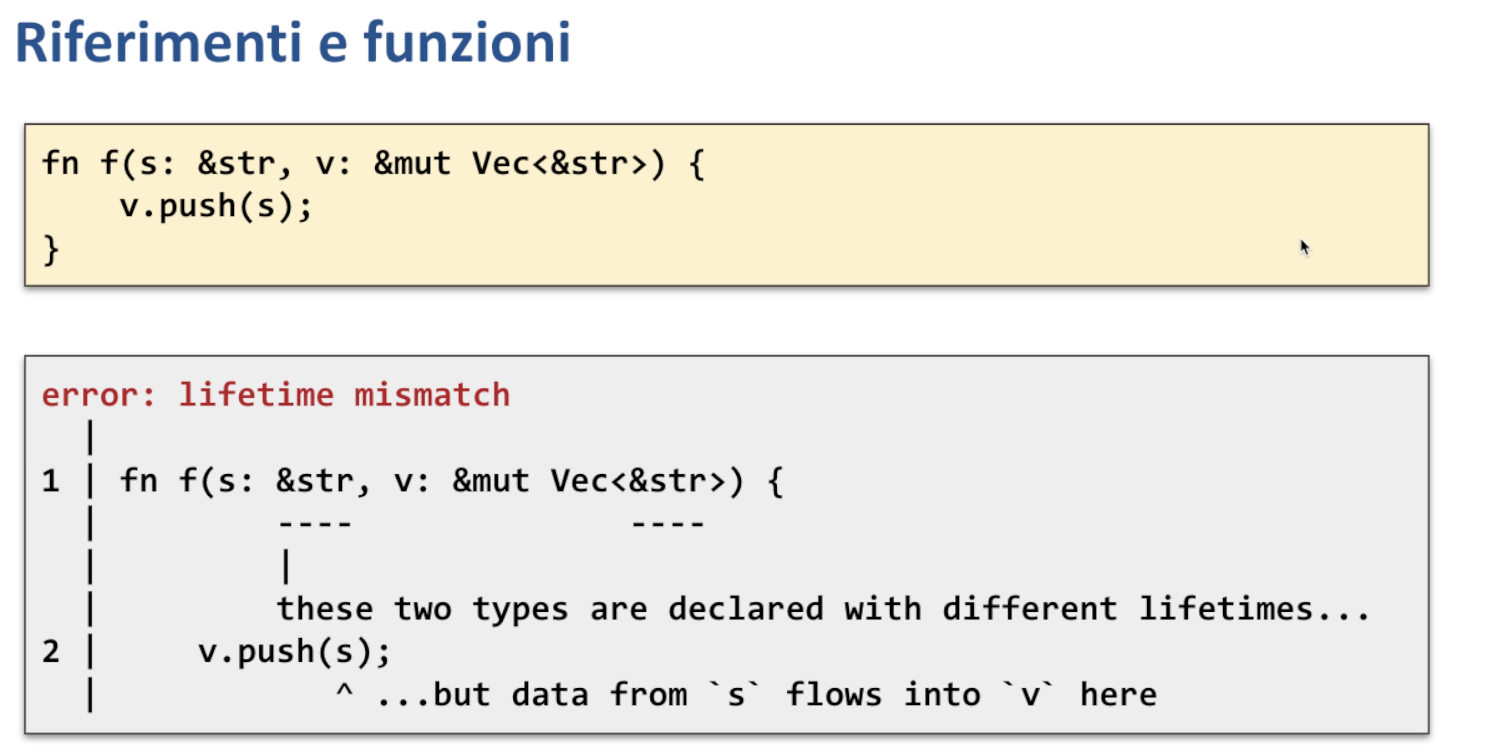 Riferimenti e funzioni
fn f(s: &str, v: &mut Vec<&str>) {
    v.push(s);
}
error: lifetime mismatch
  |
1 | fn f(s: &str, v: &mut Vec<&str>) {
  |         ----              ----
  |         |
  |         these two types are declared with different lifetimes...
2 |     v.push(s);
  |            ^ ...but data from `s` flows into `v` here